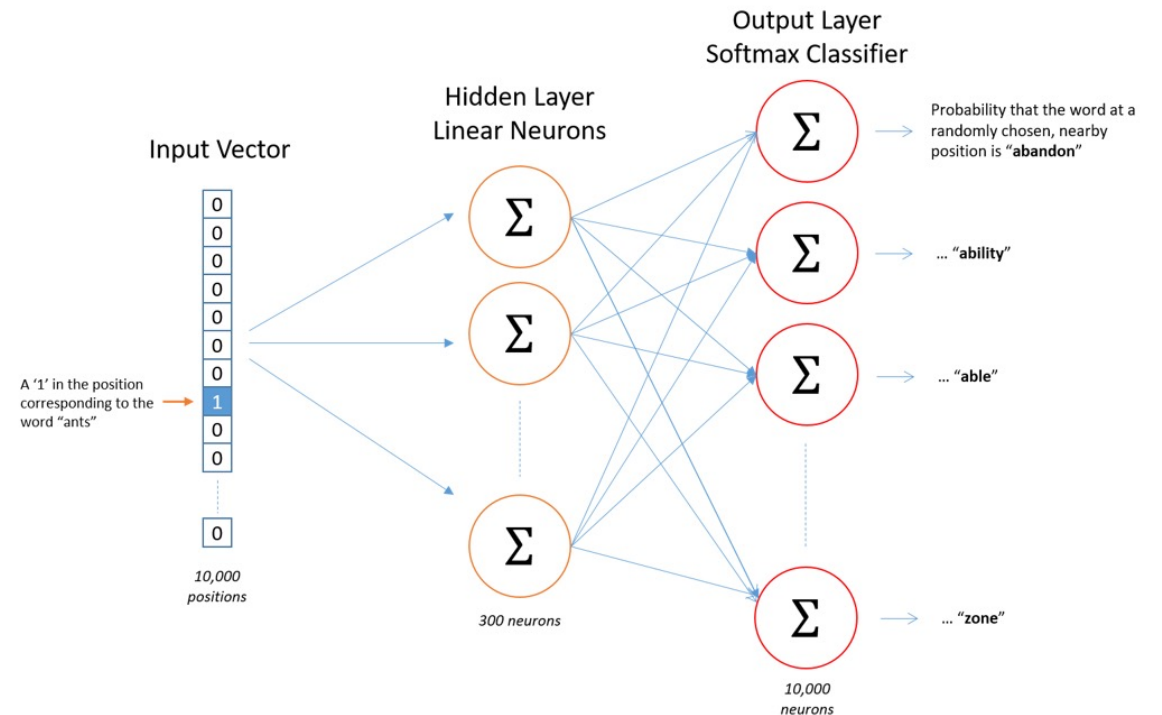 Output Layer
Softmax Classifier
Hidden Layer
Linear Neurons
Input Vector
0
0
0
0
0
0
0
1
0
0
0
A ‘1’ in the position
corresponding to the
word “ants”
10,000
positions
Σ
Σ
Σ
300 neurons
Σ
Σ
Σ
Σ
10,000
neurons
Probability that the word at a
randomly chosen, nearby
position is “abandon”
... “ability”
... “able”
... “zone”